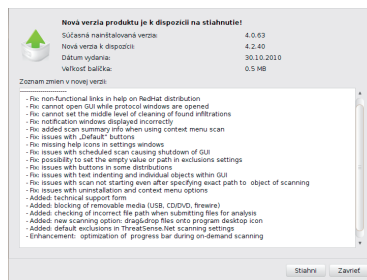 Nová verzia produktu je k dispozícii na stiahnutie!
Súčasná nainštalovaná verzia: 4.0.63
Nová verzia k dispozícii: 4.2.40
Dátum vydania: 30.10.2010
Veľkosť balíčka: 0.5 MB
Zoznam zmien v novej verzii:
--------------------
- Fix: non-functional links in help on RedHat distribution
- Fix: cannot open GUI while protocol windows are opened
- Fix: cannot set the middle level of cleaning of found infiltrations
- Fix: notification windows displayed incorrectly
- Fix: added scan summary info when using context menu scan
- Fix: issues with „Default" buttons
- Fix: missing help icons in settings windows
- Fix: issues with scheduled scan causing shutdown of GUI
- Fix: possibility to set the empty value or path in exclusions settings
- Fix: issues with buttons in some distributions
- Fix: issues with text indenting and individual objects within GUI
- Fix: issues with scan not starting even after specifying exact path  to  object of scanning
- Fix: issues with uninstallation and context menu options
- Added: technical support form
- Added: blocking of removable media (USB, CD/DVD, firewire)
- Added: checking of incorrect file path when submitting files for analysis
- Added: new scanning option: drag&drop files onto program desktop icon
- Added: default exclusions in ThreatSense.Net scanning settings
- Enhancement:  optimization of progress bar during on-demand scanning
Stiahni Zavrieť